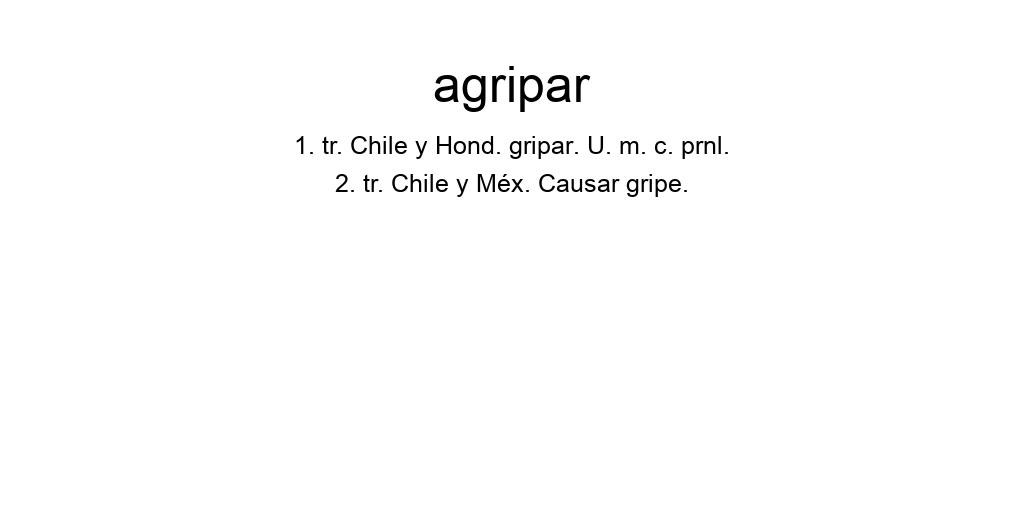 agripar
1. tr. Chile y Hond. gripar. U. m. c. prnl.
2. tr. Chile y Méx. Causar gripe.